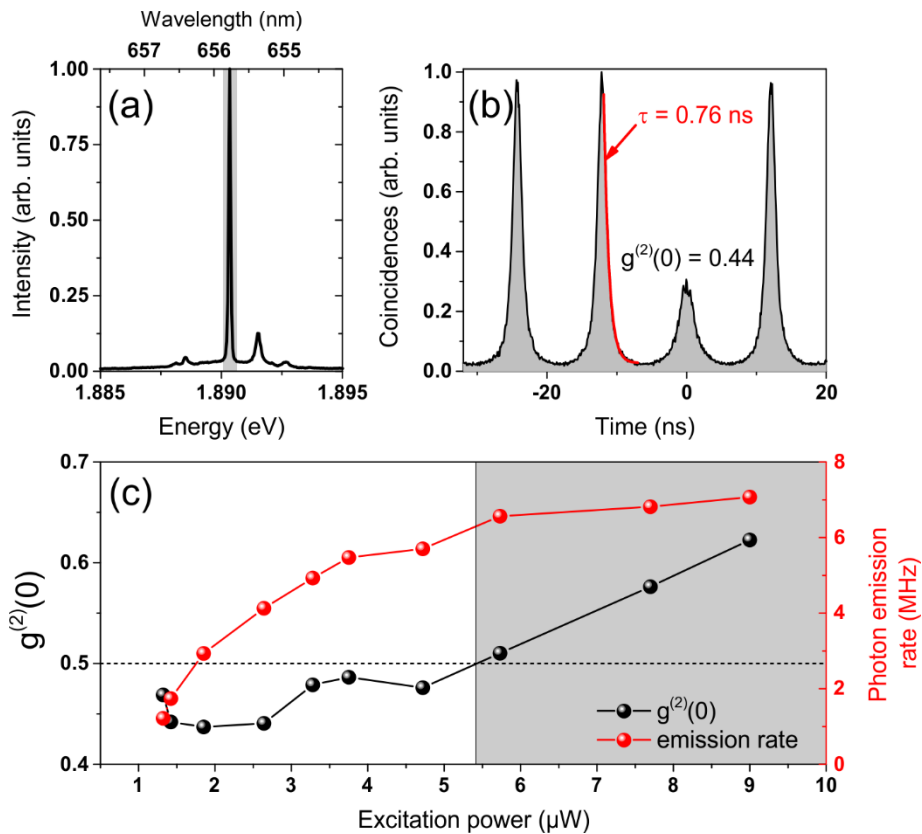 Wavelength (nm)
657 656 655
(a)
Intensity (arb. units)
1.00
0.75
0.50
0.25
0.00
1.885 1.890 1.895
Energy (eV)
(b)
τ = 0.76 ns
g(2)(0) = 0.44
Coincidences (arb. units)
1.0
0.8
0.6
0.4
0.2
0.0
-20 0 20
Time (ns)
(c)
g(2)(0)
0.7
0.6
0.5
0.4
8
6
4
2
0
Photon emission
rate (MHz)
g(2)(0)
emission rate
1 2 3 4 5 6 7 8 9 10
Excitation power (μW)